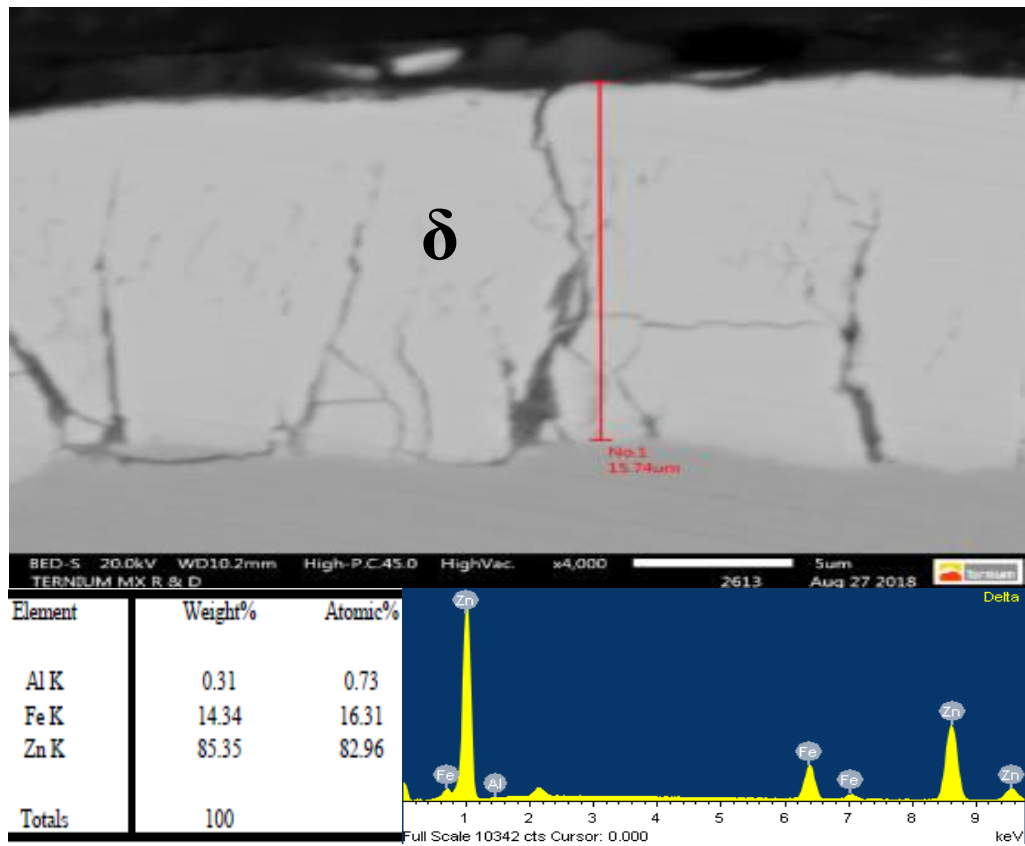 δ
No.1
15.74um
BED-S 20.0kV WD10.2mm High-P.C.45.0 HighVac. x4,000 5um
TERNIUM MX R & D 2613 Aug 27 2018 Ternium
Element Weight% Atomic%
Al K 0.31 0.73
Fe K 14.34 16.31
Zn K 85.35 82.96
Totals 100
Delta
Zn
Zn
Fe
Fe Al Fe Zn
1 2 3 4 5 6 7 8 9
Full Scale 10342 cts Cursor: 0.000 keV